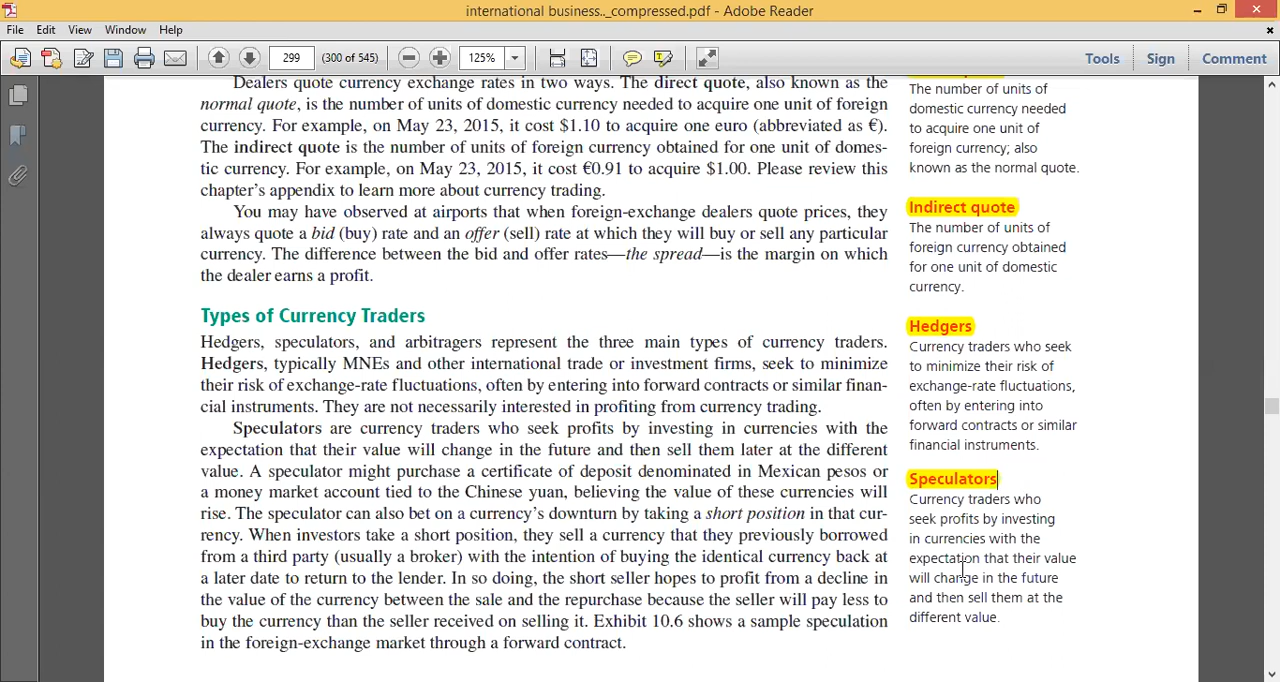 international business.._compressed.pdf - Adobe Reader
File Edit View Window Help
299 (300 of 545) 125% Tools Sign Comment
Dealers quote currency exchange rates in two ways. The direct quote, also known as the
normal quote, is the number of units of domestic currency needed to acquire one unit of foreign
currency. For example, on May 23, 2015, it cost $1.10 to acquire one euro (abbreviated as €).
The indirect quote is the number of units of foreign currency obtained for one unit of domes-
tic currency. For example, on May 23, 2015, it cost €0.91 to acquire $1.00. Please review this
chapter's appendix to learn more about currency trading.
You may have observed at airports that when foreign-exchange dealers quote prices, they
always quote a bid (buy) rate and an offer (sell) rate at which they will buy or sell any particular
currency. The difference between the bid and offer rates—the spread—is the margin on which
the dealer earns a profit.
Types of Currency Traders
Hedgers, speculators, and arbitragers represent the three main types of currency traders.
Hedgers, typically MNEs and other international trade or investment firms, seek to minimize
their risk of exchange-rate fluctuations, often by entering into forward contracts or similar finan-
cial instruments. They are not necessarily interested in profiting from currency trading.
Speculators are currency traders who seek profits by investing in currencies with the
expectation that their value will change in the future and then sell them later at the different
value. A speculator might purchase a certificate of deposit denominated in Mexican pesos or
a money market account tied to the Chinese yuan, believing the value of these currencies will
rise. The speculator can also bet on a currency's downturn by taking a short position in that cur-
rency. When investors take a short position, they sell a currency that they previously borrowed
from a third party (usually a broker) with the intention of buying the identical currency back at
a later date to return to the lender. In so doing, the short seller hopes to profit from a decline in
the value of the currency between the sale and the repurchase because the seller will pay less to
buy the currency than the seller received on selling it. Exhibit 10.6 shows a sample speculation
in the foreign-exchange market through a forward contract.
The number of units of
domestic currency needed
to acquire one unit of
foreign currency; also
known as the normal quote.
Indirect quote
The number of units of
foreign currency obtained
for one unit of domestic
currency.
Hedgers
Currency traders who seek
to minimize their risk of
exchange-rate fluctuations,
often by entering into
forward contracts or similar
financial instruments.
Speculators
Currency traders who
seek profits by investing
in currencies with the
expectation that their value
will change in the future
and then sell them at the
different value.